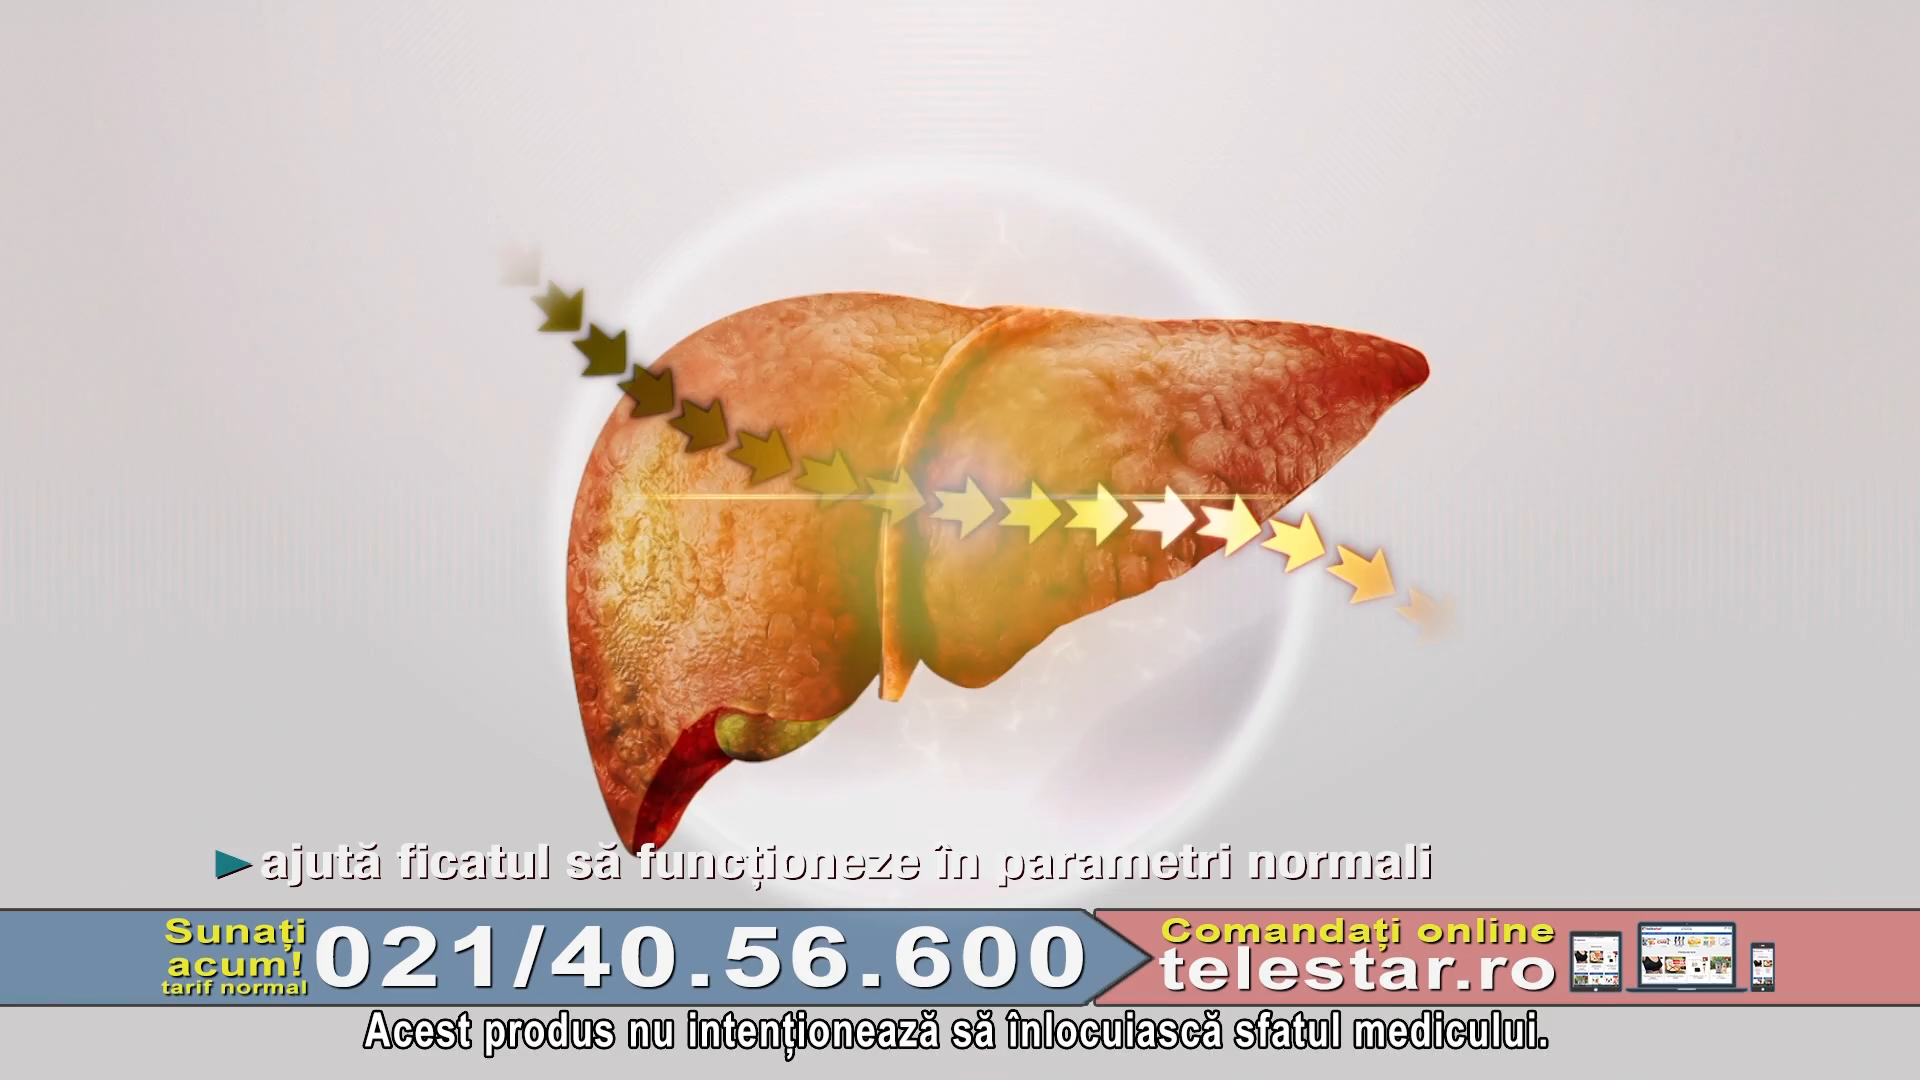 ajută ficatul să funcționeze în parametri normali
Sunați
acum!
tarif normal
021/40.56.600
Comandați online
telestar.ro
Acest produs nu intenționează să înlocuiască sfatul medicului.